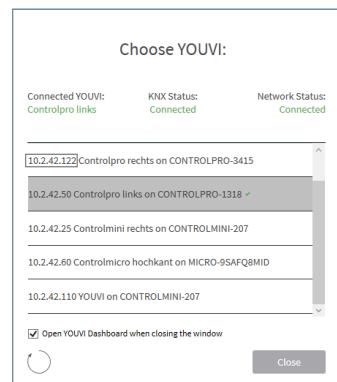 Choose YOUVI:
Connected YOUVI: KNX Status: Network Status:
Controlpro links Connected Connected
10.2.42.122 Controlpro rechts on CONTROLPRO-3415
10.2.42.50 Controlpro links on CONTROLPRO-1318 ✓
10.2.42.25 Controlmini rechts on CONTROLMINI-207
10.2.42.60 Controlmicro hochkant on MICRO-9SAFQ8MID
10.2.42.110 YOUVI on CONTROLMINI-207
Open YOUVI Dashboard when closing the window
Close